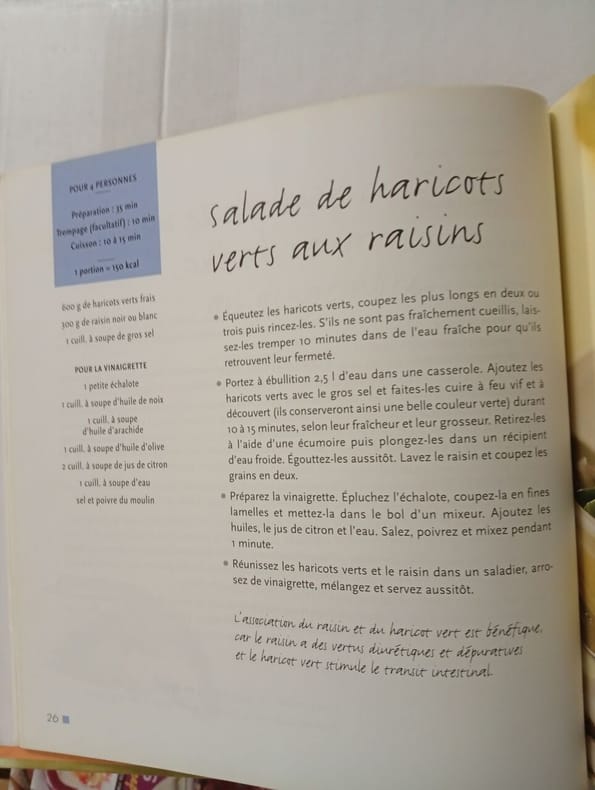 POUR 4 PERSONNES
Préparation : 35 min
Trempage (facultatif) : 10 min
Cuisson : 10 à 15 min
1 portion = 150 kcal
600 g de haricots verts frais
300 g de raisin noir ou blanc
1 cuill. à soupe de gros sel
POUR LA VINAIGRETTE
1 petite échalote
1 cuill. à soupe d'huile de noix
1 cuill. à soupe
d'huile d'arachide
1 cuill. à soupe d'huile d'olive
2 cuill. à soupe de jus de citron
1 cuill. à soupe d'eau
sel et poivre du moulin
salade de haricots
verts aux raisins
• Équeutez les haricots verts, coupez les plus longs en deux ou
trois puis rincez-les. S'ils ne sont pas fraîchement cueillis, lais-
sez-les tremper 10 minutes dans de l'eau fraîche pour qu'ils
retrouvent leur fermeté.
• Portez à ébullition 2,5 l d'eau dans une casserole. Ajoutez les
haricots verts avec le gros sel et faites-les cuire à feu vif et à
découvert (ils conserveront ainsi une belle couleur verte) durant
10 à 15 minutes, selon leur fraîcheur et leur grosseur. Retirez-les
à l'aide d'une écumoire puis plongez-les dans un récipient
d'eau froide. Égouttez-les aussitôt. Lavez le raisin et coupez les
grains en deux.
• Préparez la vinaigrette. Épluchez l'échalote, coupez-la en fines
lamelles et mettez-la dans le bol d'un mixeur. Ajoutez les
huiles, le jus de citron et l'eau. Salez, poivrez et mixez pendant
1 minute.
• Réunissez les haricots verts et le raisin dans un saladier, arro-
sez de vinaigrette, mélangez et servez aussitôt.
L'association du raisin et du haricot vert est bénéfique,
car le raisin a des vertus diurétiques et dépuratives
et le haricot vert stimule le transit intestinal.
26